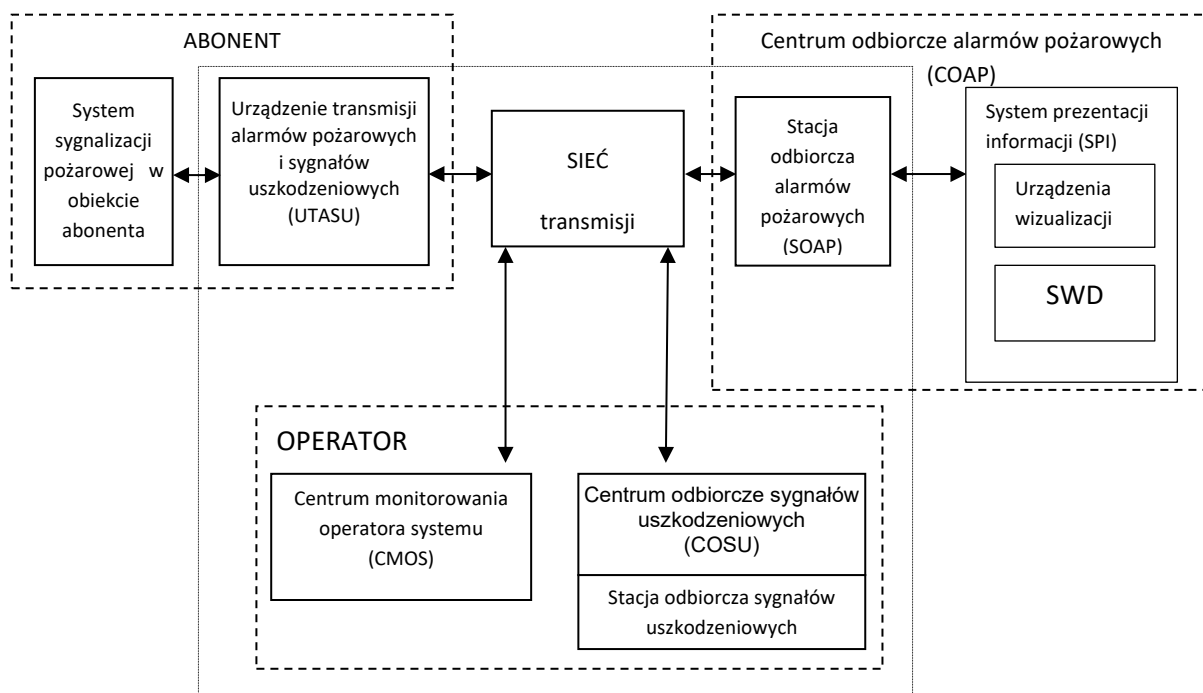 ABONENT
System
sygnalizacji
pożarowej w
obiekcie
abonenta
Urządzenie transmisji
alarmów pożarowych
i sygnałów
uszkodzeniowych
(UTASU)
SIEĆ
transmisji
Centrum odbiorcze alarmów pożarowych
(COAP)
Stacja
odbiorcza
alarmów
pożarowych
(SOAP)
System prezentacji
informacji (SPI)
Urządzenia
wizualizacji
SWD
OPERATOR
Centrum monitorowania
operatora systemu
(CMOS)
Centrum odbiorcze sygnałów
uszkodzeniowych
(COSU)
Stacja odbiorcza sygnałów
uszkodzeniowych